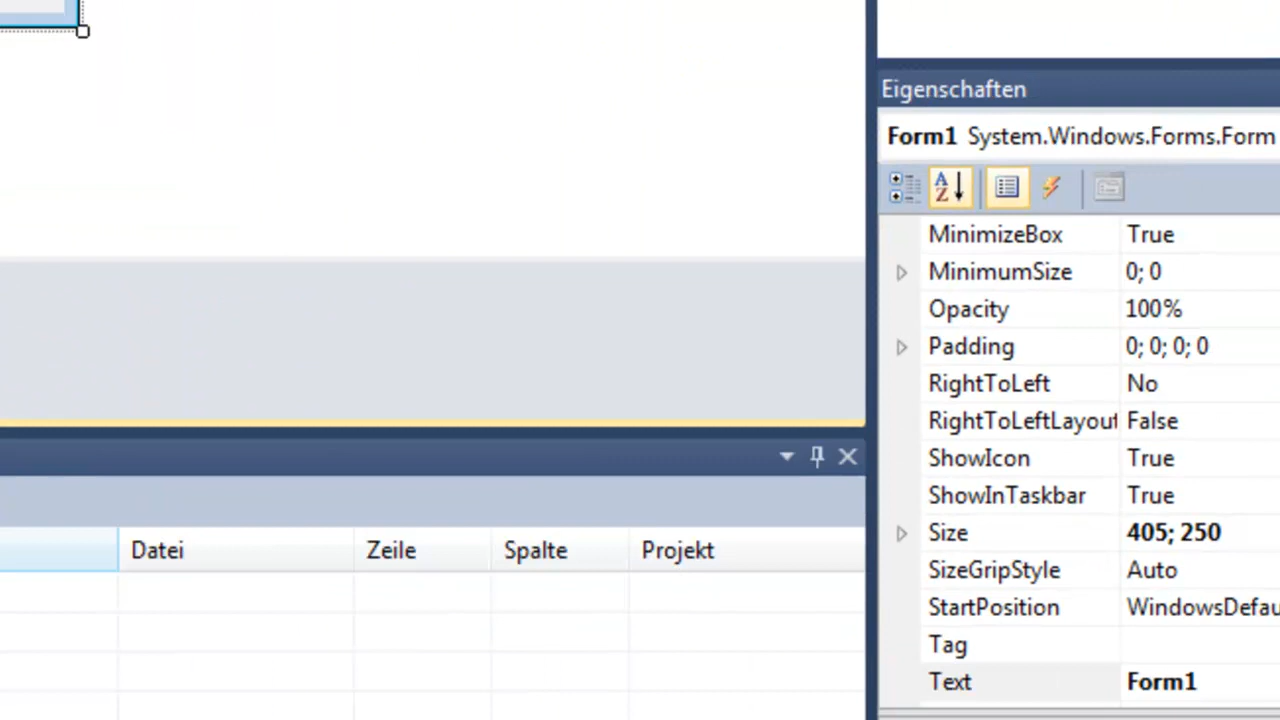 Eigenschaften
Form1 System.Windows.Forms.Form
MinimizeBox True
MinimumSize 0; 0
Opacity 100%
Padding 0; 0; 0; 0
RightToLeft No
RightToLeftLayout False
ShowIcon True
ShowInTaskbar True
Size 405; 250
SizeGripStyle Auto
StartPosition WindowsDefau
Tag
Text Form1
Datei Zeile Spalte Projekt